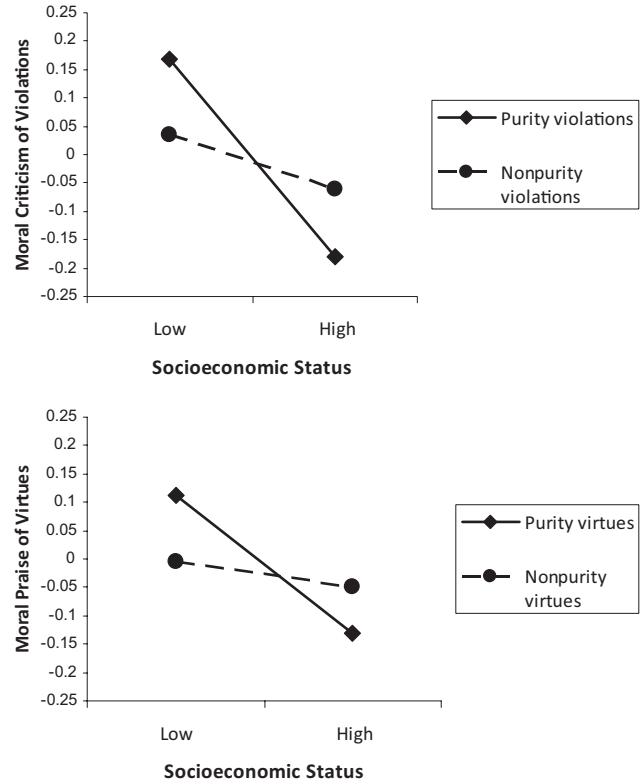 0.25
0.2
0.15
0.1
0.05
0
-0.05
-0.1
-0.15
-0.2
-0.25
Moral Criticism of Violations
Low High
Socioeconomic Status
Purity violations
Nonpurity
violations
0.25
0.2
0.15
0.1
0.05
0
-0.05
-0.1
-0.15
-0.2
-0.25
Moral Praise of Virtues
Low High
Socioeconomic Status
Purity virtues
Nonpurity
virtues